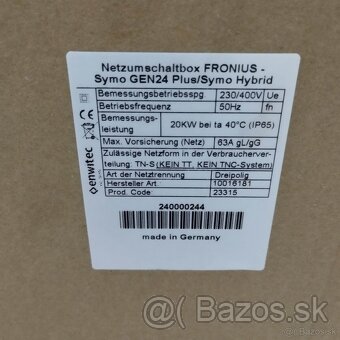 Netzumschaltbox FRONIUS -
Symo GEN24 Plus/Symo Hybrid
Bemessungsbetriebsspg. 230/400V Ue
Betriebsfrequenz 50Hz fn
Bemessungs-
leistung 20KW bei ta 40°C (IP65)
Max. Vorsicherung (Netz) 63A gL/gG
Zulässige Netzform in der Verbraucherver-
teilung: TN-S (KEIN TT, KEIN TNC-System)
Art der Netztrennung Dreipolig
Hersteller Art. 10016181
Prod. Code 23315
enwitec
240000244
made in Germany
Bazos.sk